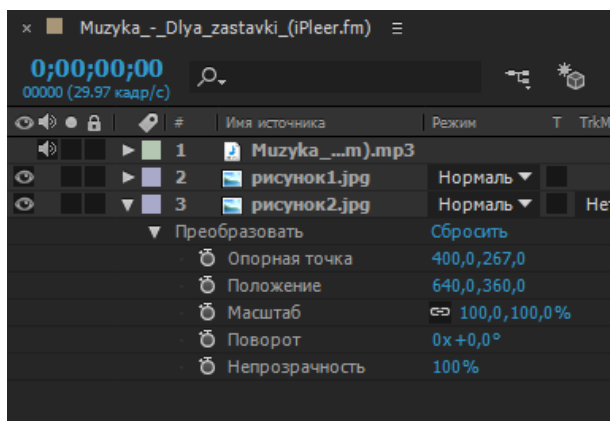 × Muzyka_-_Dlya_zastavki_(iPleer.fm) ≡
0;00;00;00
00000 (29.97 кадр/с)
# Имя источника Режим T TrkM
1 Muzyka_...m).mp3
2 рисунок1.jpg Нормаль
3 рисунок2.jpg Нормаль Нет
Преобразовать Сбросить
Опорная точка 400,0,267,0
Положение 640,0,360,0
Масштаб 100,0,100,0%
Поворот 0x+0,0°
Непрозрачность 100%